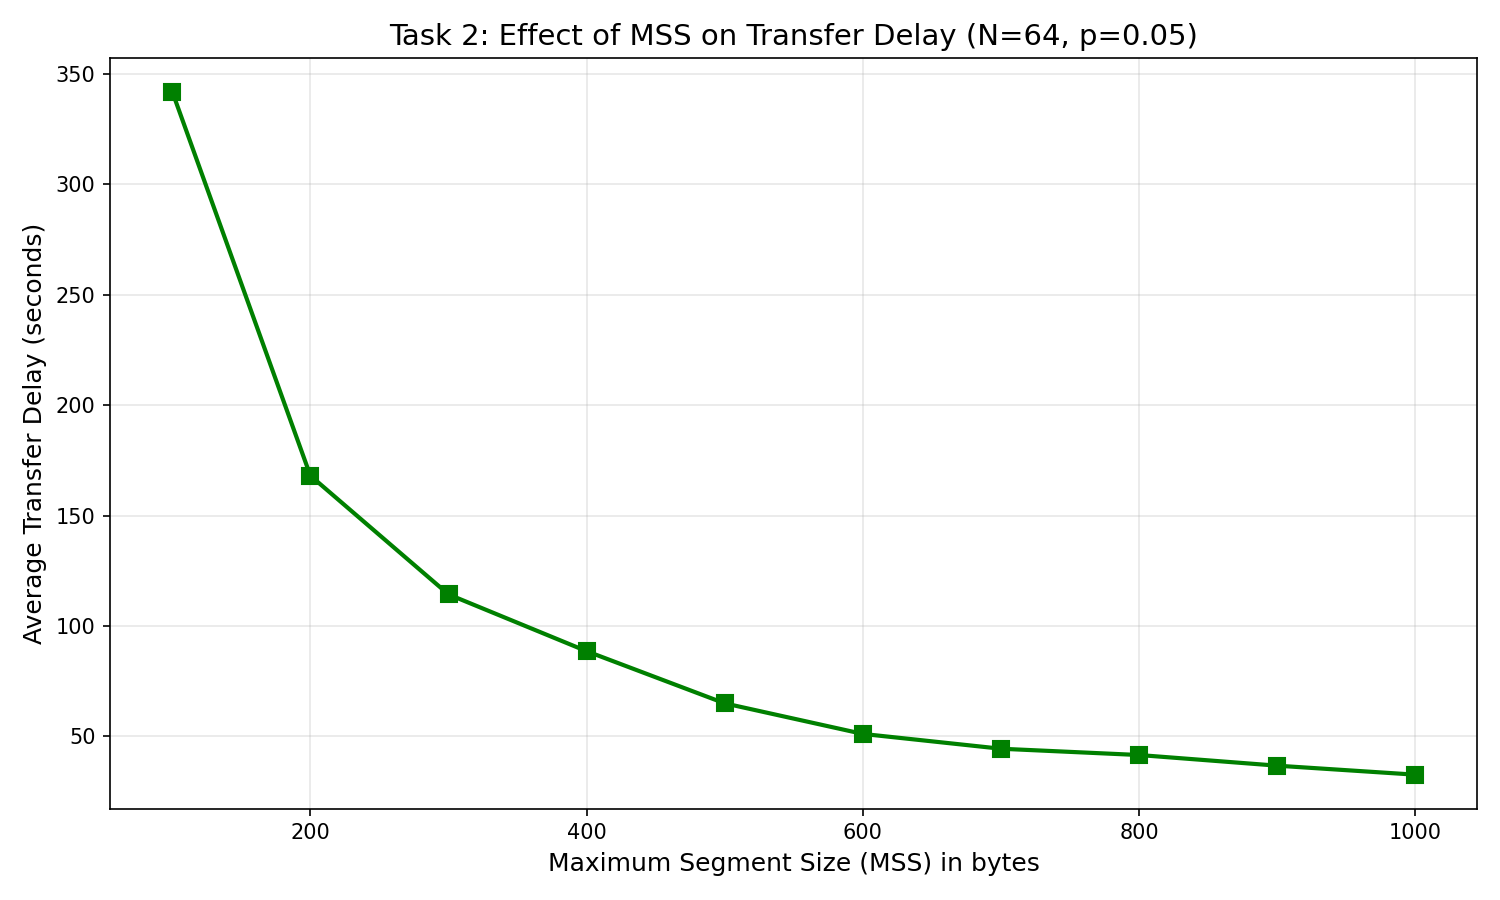 Task 2: Effect of MSS on Transfer Delay (N=64, p=0.05)
350
300
250
200
150
100
50
Average Transfer Delay (seconds)
200 400 600 800 1000
Maximum Segment Size (MSS) in bytes